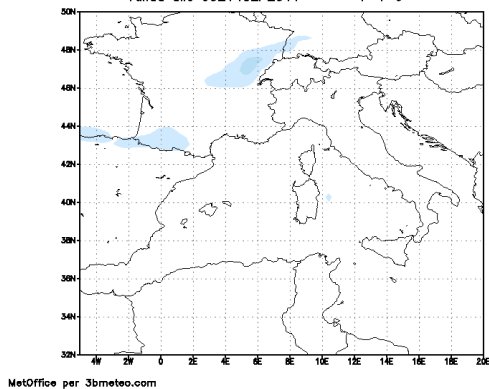 50N
48N
46N
44N
42N
40N
38N
36N
34N
32N
4W 2W 0 2E 4E 6E 8E 10E 12E 14E 16E 18E 20E
MetOffice per 3bmeteo.com